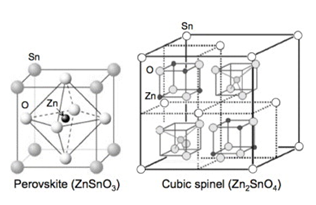 Sn
O
Zn
Perovskite (ZnSnO3)
Sn
O
Zn
Cubic spinel (Zn2SnO4)